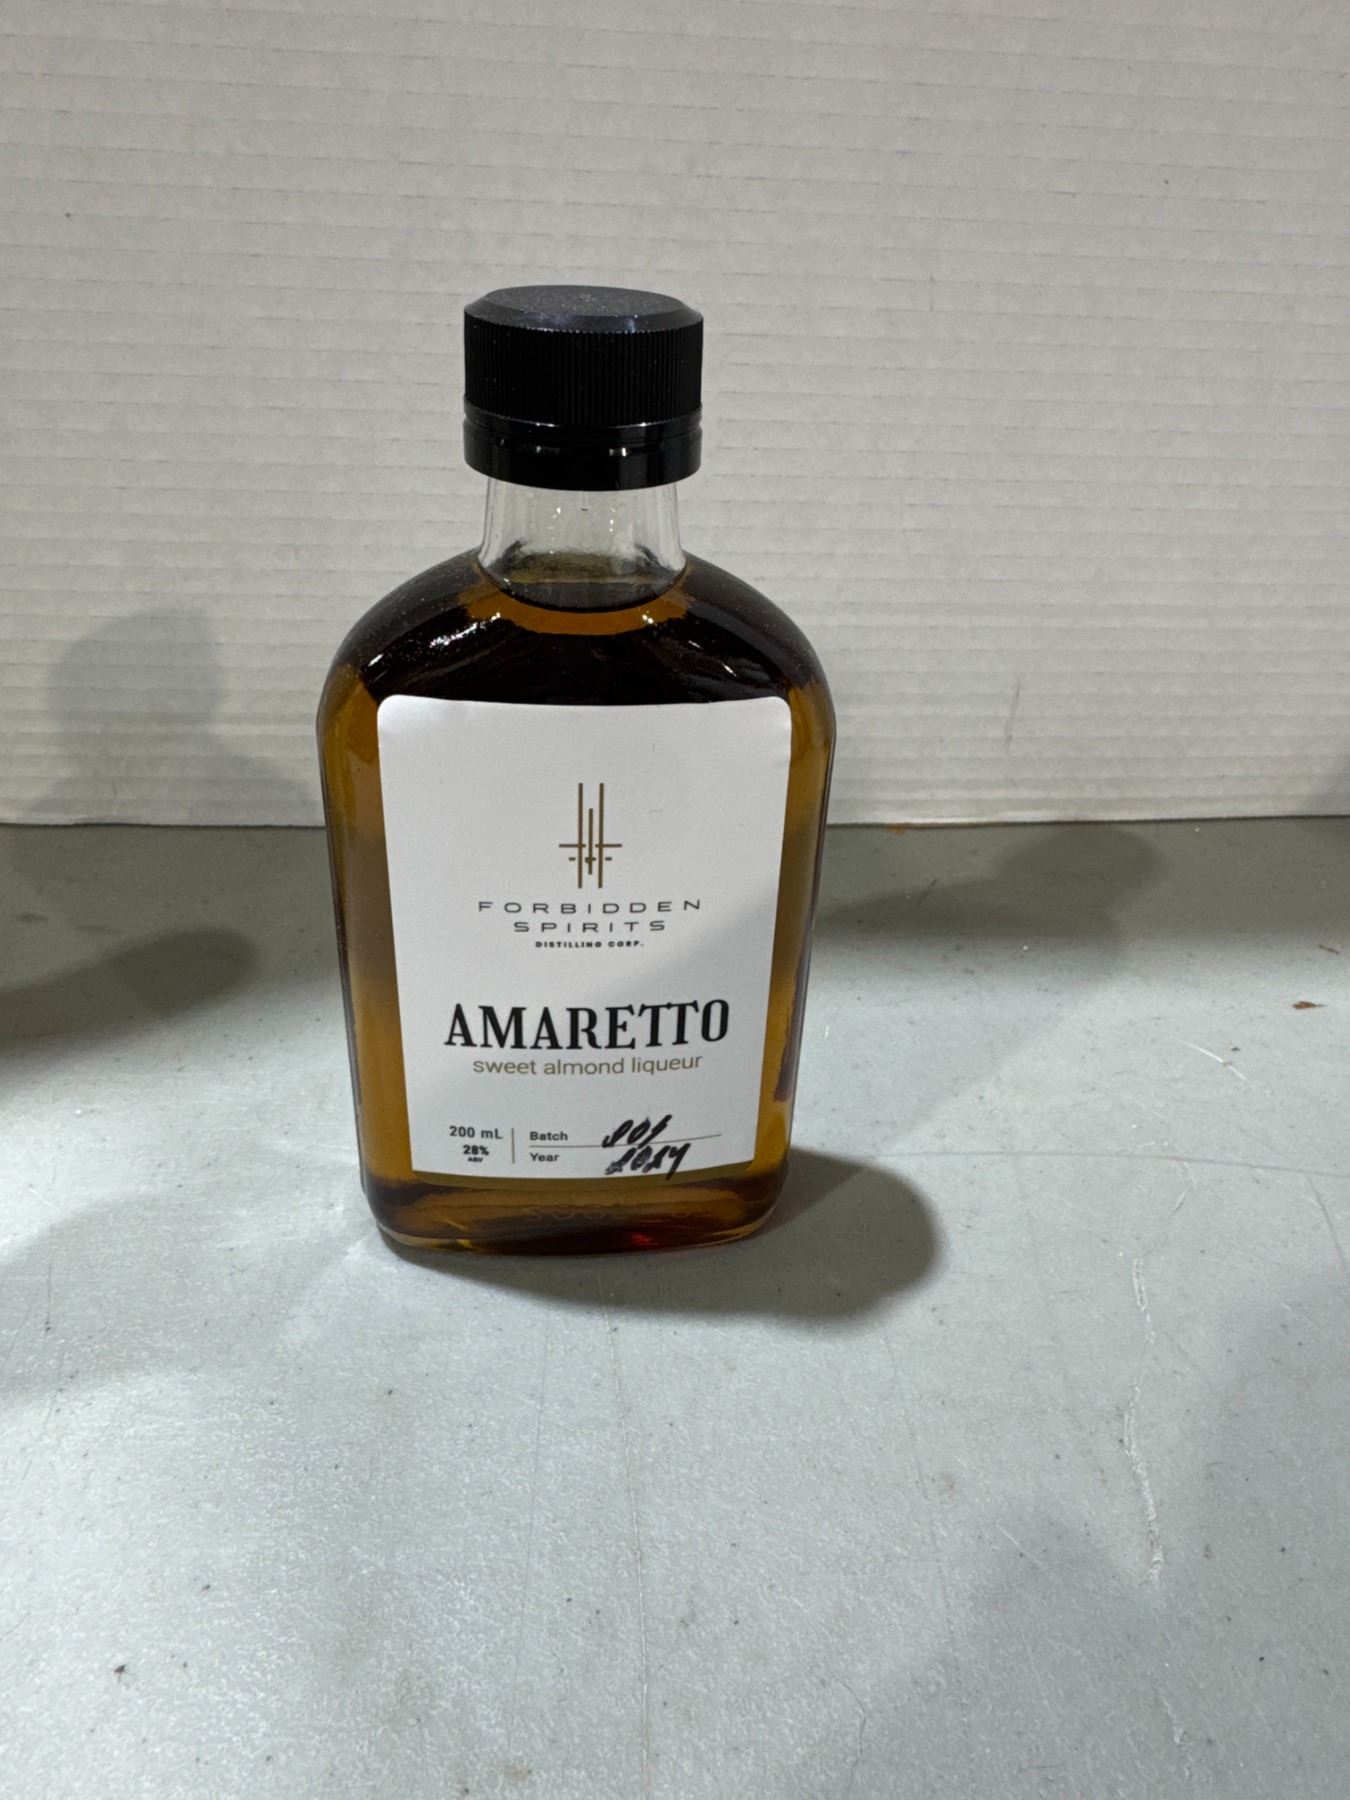 FORBIDDEN
SPIRITS
DISTILLING CORP.
AMARETTO
sweet almond liqueur
200 mL
28%
ABV
Batch
Year